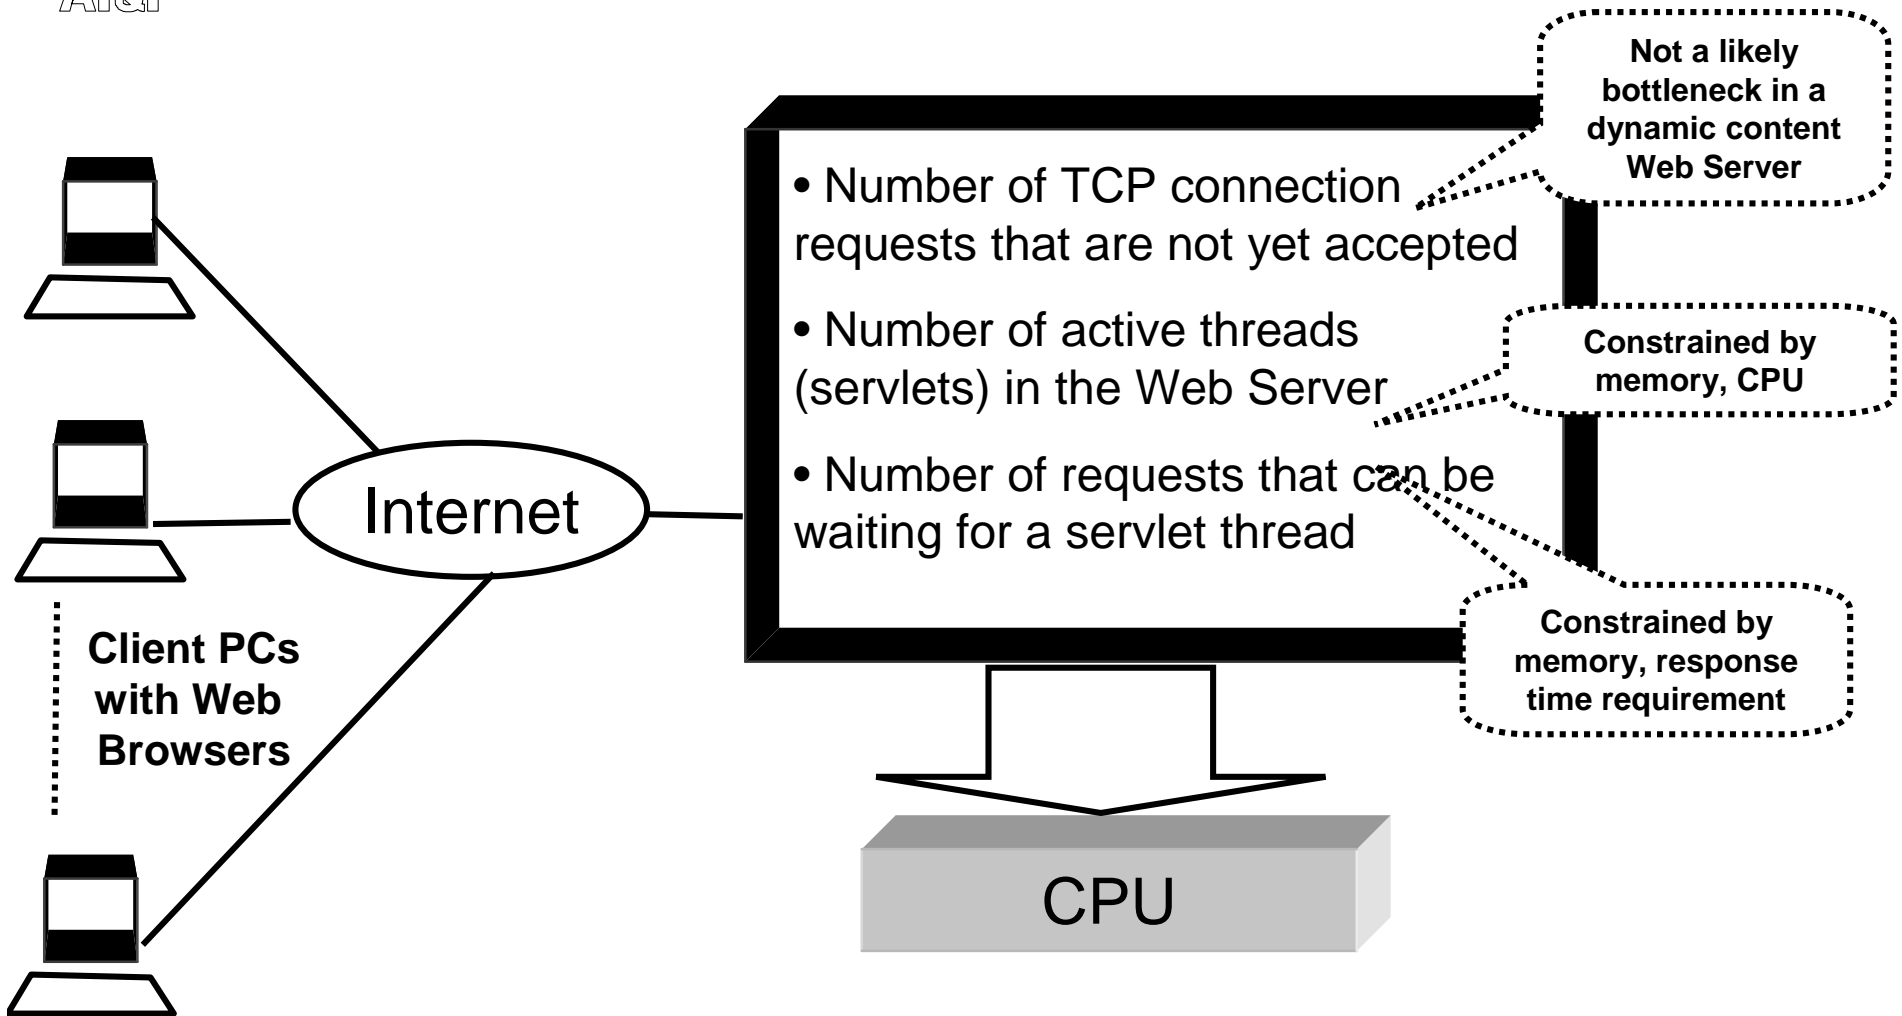 AT&T
Not a likely
bottleneck in a
dynamic content
Web Server
• Number of TCP connection
requests that are not yet accepted
• Number of active threads
(servlets) in the Web Server
Constrained by
memory, CPU
• Number of requests that can be
waiting for a servlet thread
Constrained by
memory, response
time requirement
Internet
Client PCs
with Web
Browsers
CPU